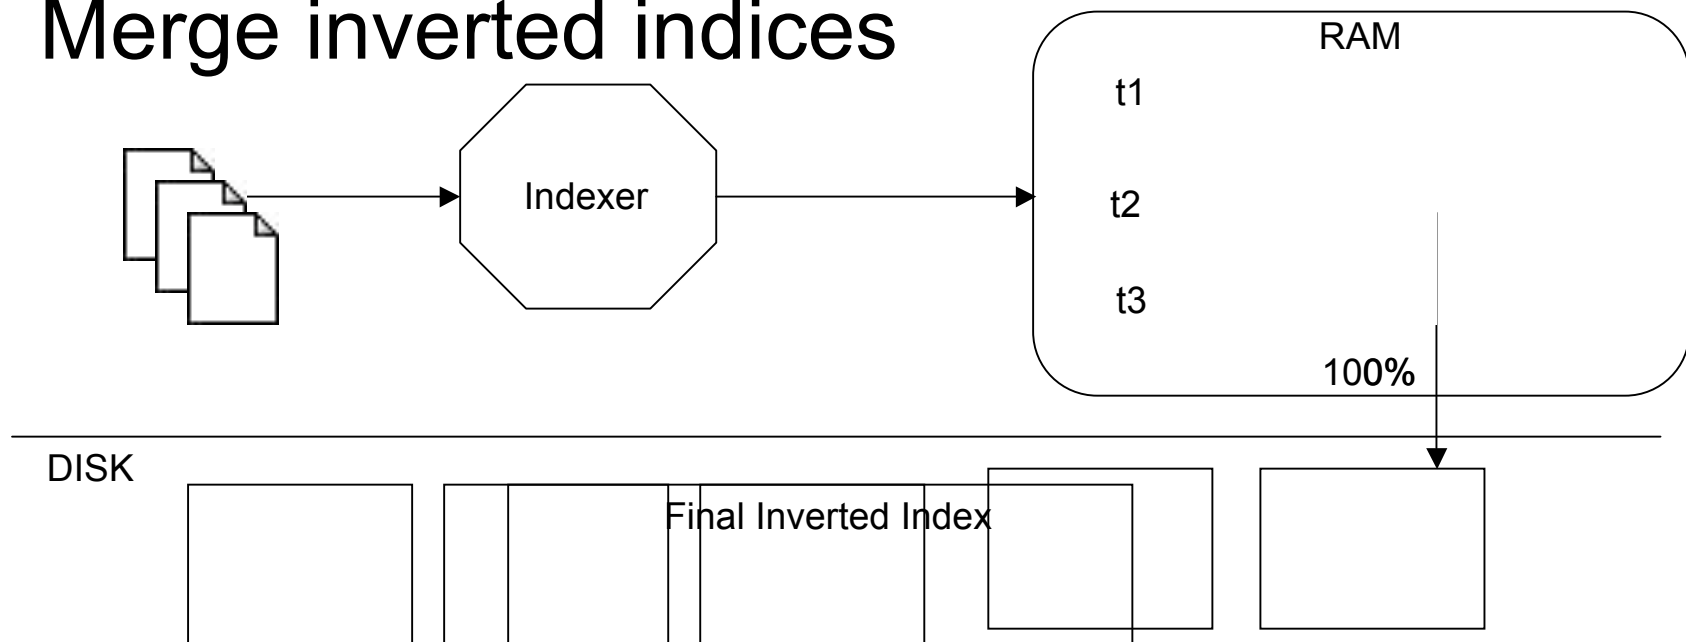 Merge inverted indices
RAM
t1
Indexer
t2
t3
100%
DISK
Final Inverted Index